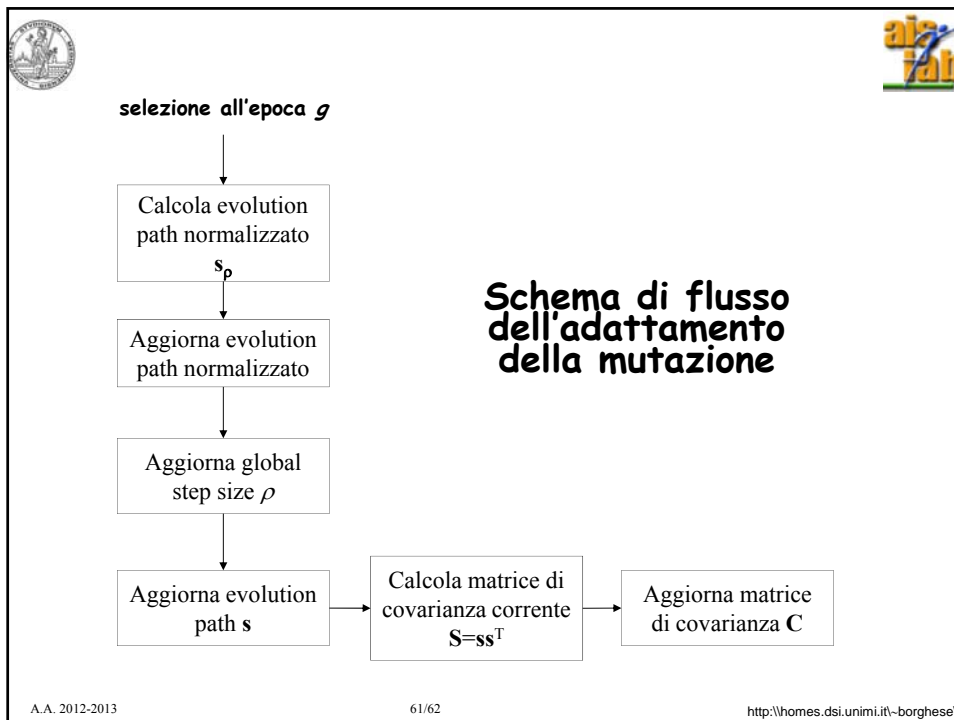 ais
lab
selezione all'epoca g
Calcola evolution
path normalizzato
sρ
Schema di flusso
dell'adattamento
della mutazione
Aggiorna evolution
path normalizzato
Aggiorna global
step size ρ
Aggiorna evolution
path s
Calcola matrice di
covarianza corrente
S=ssᵀ
Aggiorna matrice
di covarianza C
A.A. 2012-2013
61/62
http:\\homes.dsi.unimi.it\~borghese\